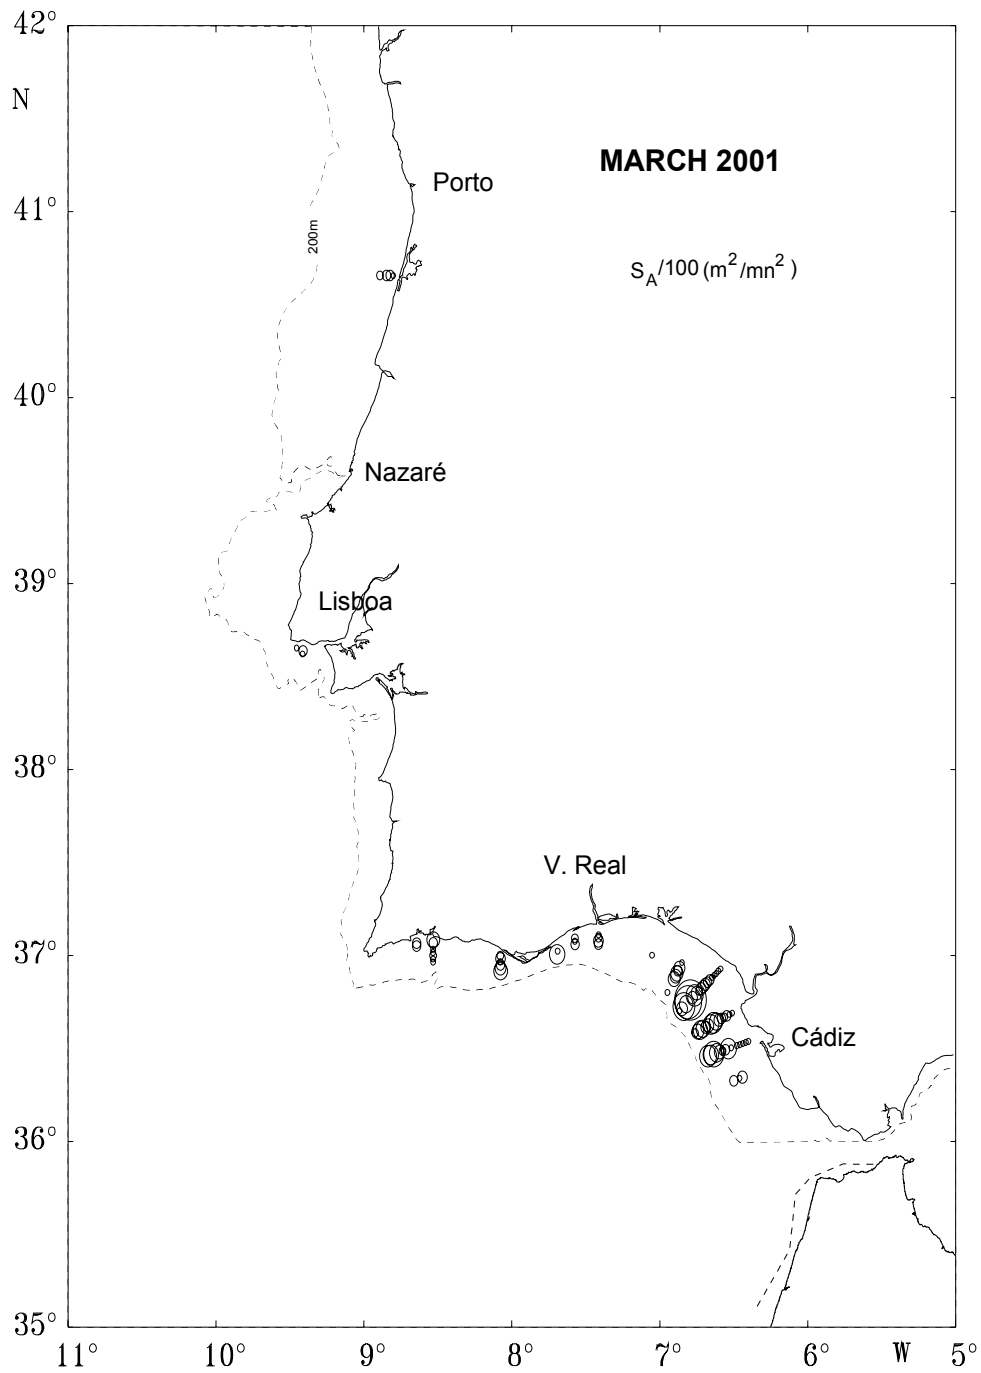 42°
N
MARCH 2001
Porto
41°
200m
S_A/100 (m²/mn²)
40°
Nazaré
39°
Lisboa
38°
V. Real
37°
Cádiz
36°
35°
11° 10° 9° 8° 7° 6° W 5°